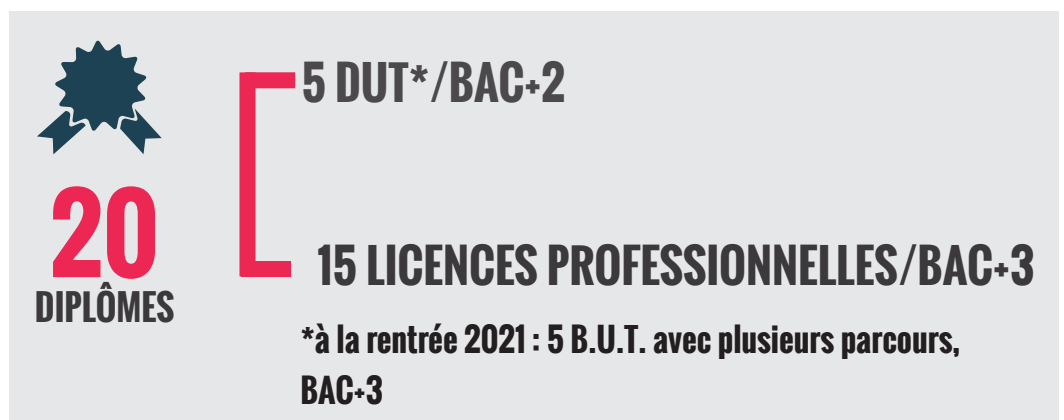 5 DUT*/BAC+2
20
DIPLÔMES
15 LICENCES PROFESSIONNELLES/BAC+3
*à la rentrée 2021 : 5 B.U.T. avec plusieurs parcours,
BAC+3